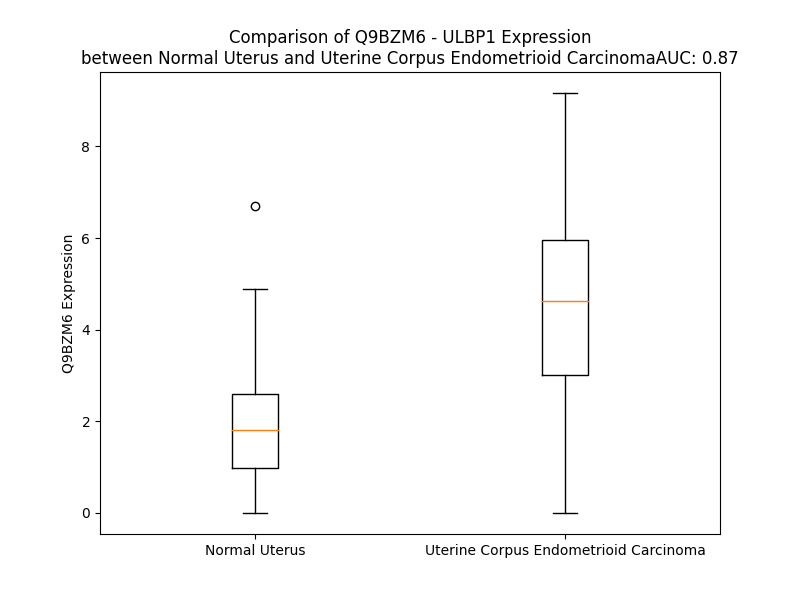 Comparison of Q9BZM6 - ULBP1 Expression
between Normal Uterus and Uterine Corpus Endometrioid CarcinomaAUC: 0.87
8
6
4
2
0
Q9BZM6 Expression
Normal Uterus
Uterine Corpus Endometrioid Carcinoma